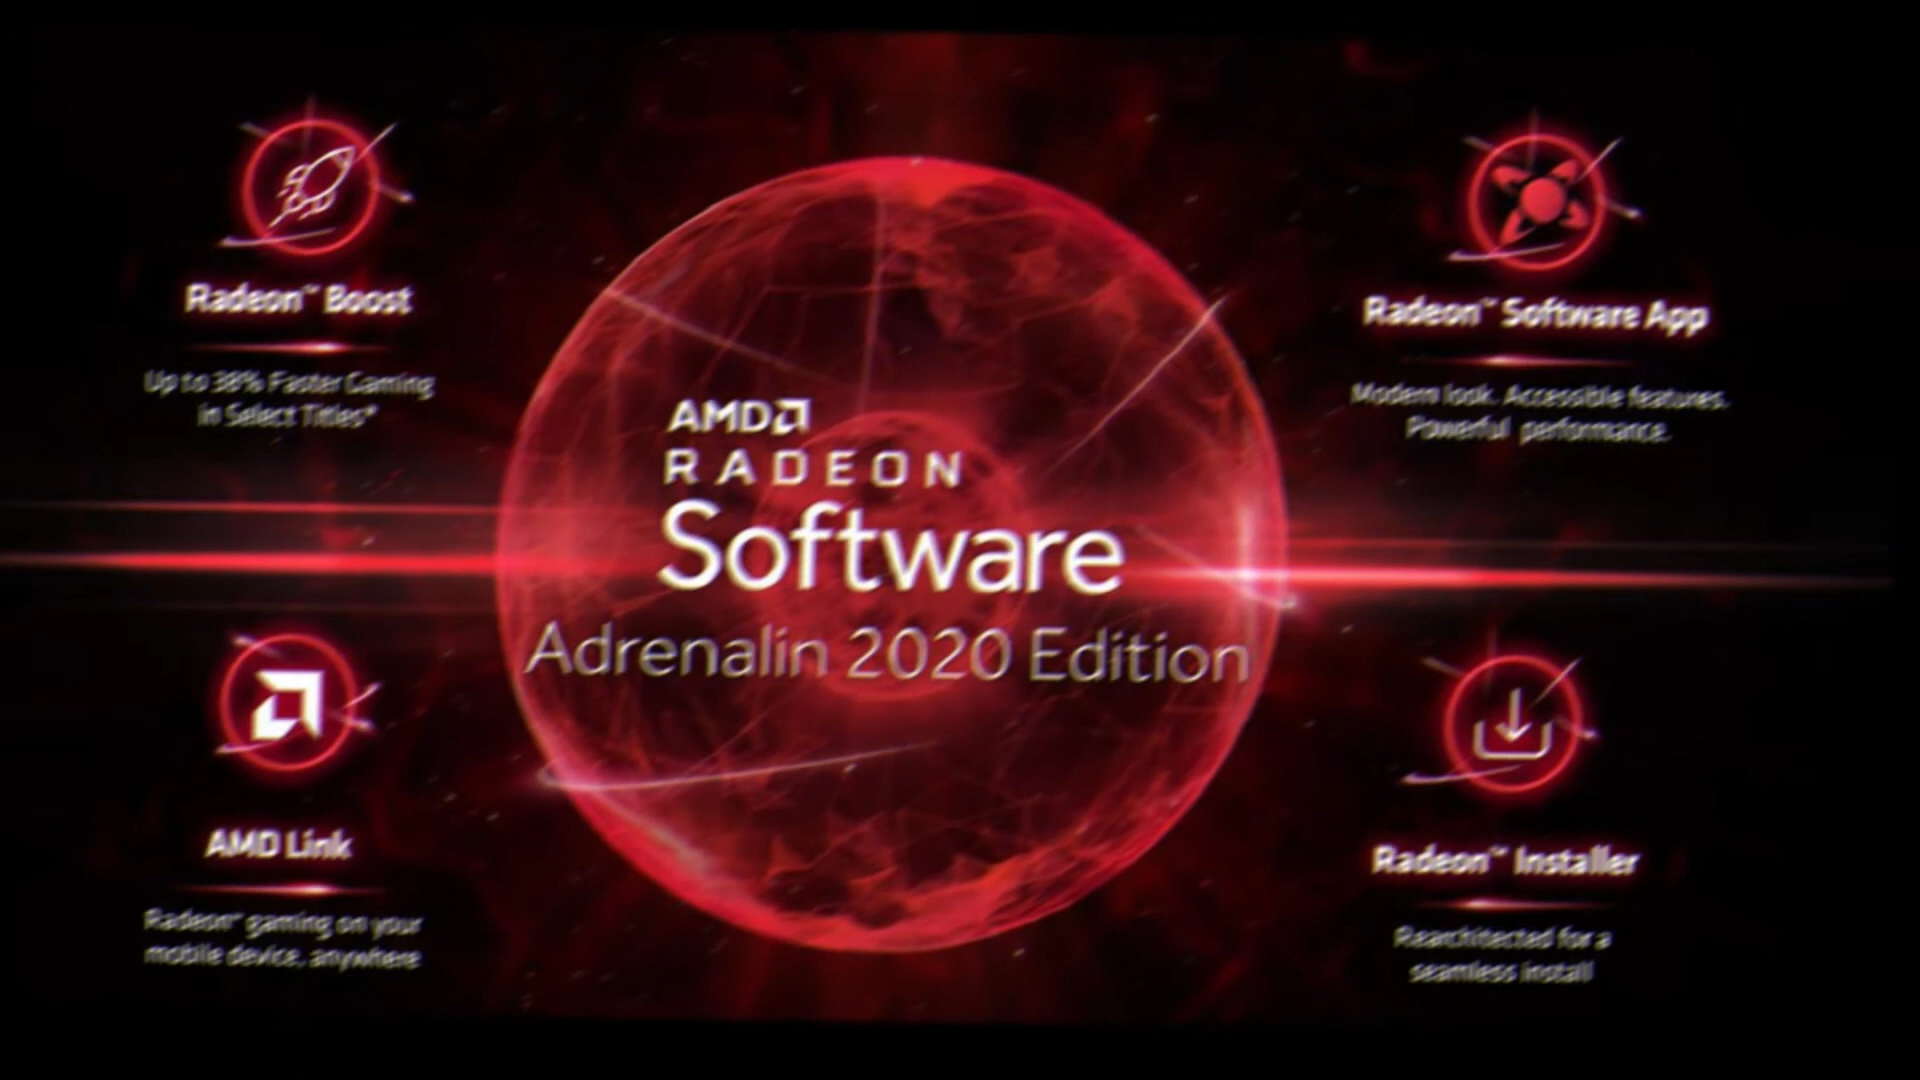 Radeon™ Boost
Up to 38% Faster Gaming
in Select Titles*
Radeon™ Software App
Modern look. Accessible features.
Powerful performance.
AMD
RADEON
Software
Adrenalin 2020 Edition
AMD Link
Radeon™ gaming on your
mobile device, anywhere
Radeon™ Installer
Rearchitected for a
seamless install